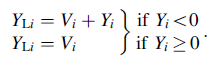 Y_{Li} = V_i + Y_i } if Y_i < 0
Y_{Li} = V_i } if Y_i ≥ 0 .